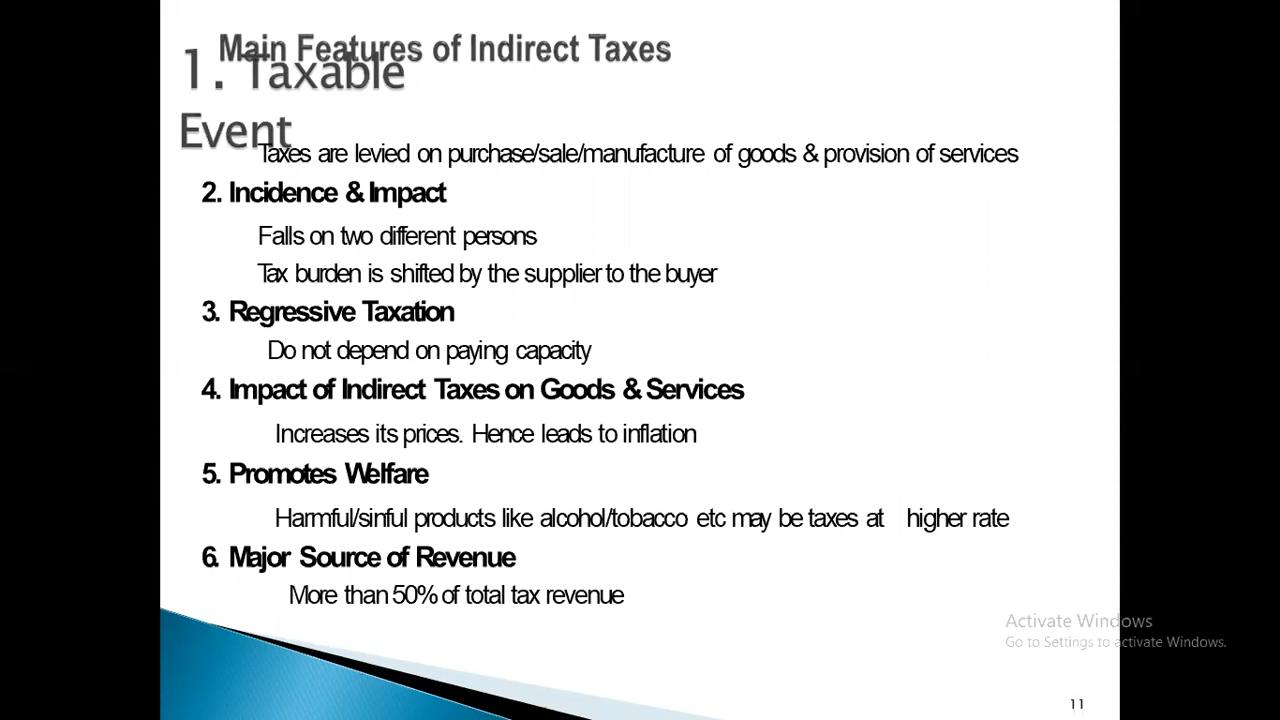 Main Features of Indirect Taxes
1. Taxable
Event
Taxes are levied on purchase/sale/manufacture of goods & provision of services
2. Incidence & Impact
Falls on two different persons
Tax burden is shifted by the supplier to the buyer
3. Regressive Taxation
Do not depend on paying capacity
4. Impact of Indirect Taxes on Goods & Services
Increases its prices. Hence leads to inflation
5. Promotes Welfare
Harmful/sinful products like alcohol/tobacco etc may be taxes at higher rate
6. Major Source of Revenue
More than 50% of total tax revenue
Activate Windows
Go to Settings to activate Windows.
11